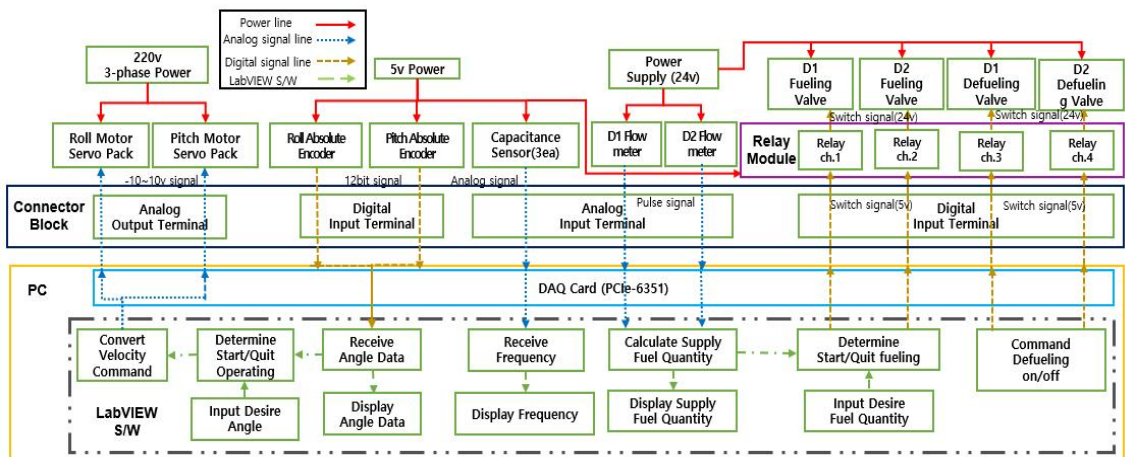 Power line
Analog signal line
Digital signal line
LabVIEW S/W
220v
3-phase Power
5v Power
Power
Supply (24v)
D1
Fueling
Valve
D2
Fueling
Valve
D1
Defueling
Valve
D2
Defuelin
g Valve
Switch signal(24v)
Switch signal(24v)
Roll Motor
Servo Pack
Pitch Motor
Servo Pack
Roll Absolute
Encoder
Pitch Absolute
Encoder
Capacitance
Sensor(3ea)
D1 Flow
meter
D2 Flow
meter
Relay
Module
Relay
ch.1
Relay
ch.2
Relay
ch.3
Relay
ch.4
-10~10v signal
12bit signal
Analog signal
Pulse signal
Switch signal(5v)
Switch signal(5v)
Connector
Block
Analog
Output Terminal
Digital
Input Terminal
Analog
Input Terminal
Digital
Input Terminal
PC
DAQ Card (PCIe-6351)
Convert
Velocity
Command
Determine
Start/Quit
Operating
Receive
Angle Data
Receive
Frequency
Calculate Supply
Fuel Quantity
Determine
Start/Quit fueling
Command
Defueling
on/off
LabVIEW
S/W
Input Desire
Angle
Display
Angle Data
Display Frequency
Display Supply
Fuel Quantity
Input Desire
Fuel Quantity